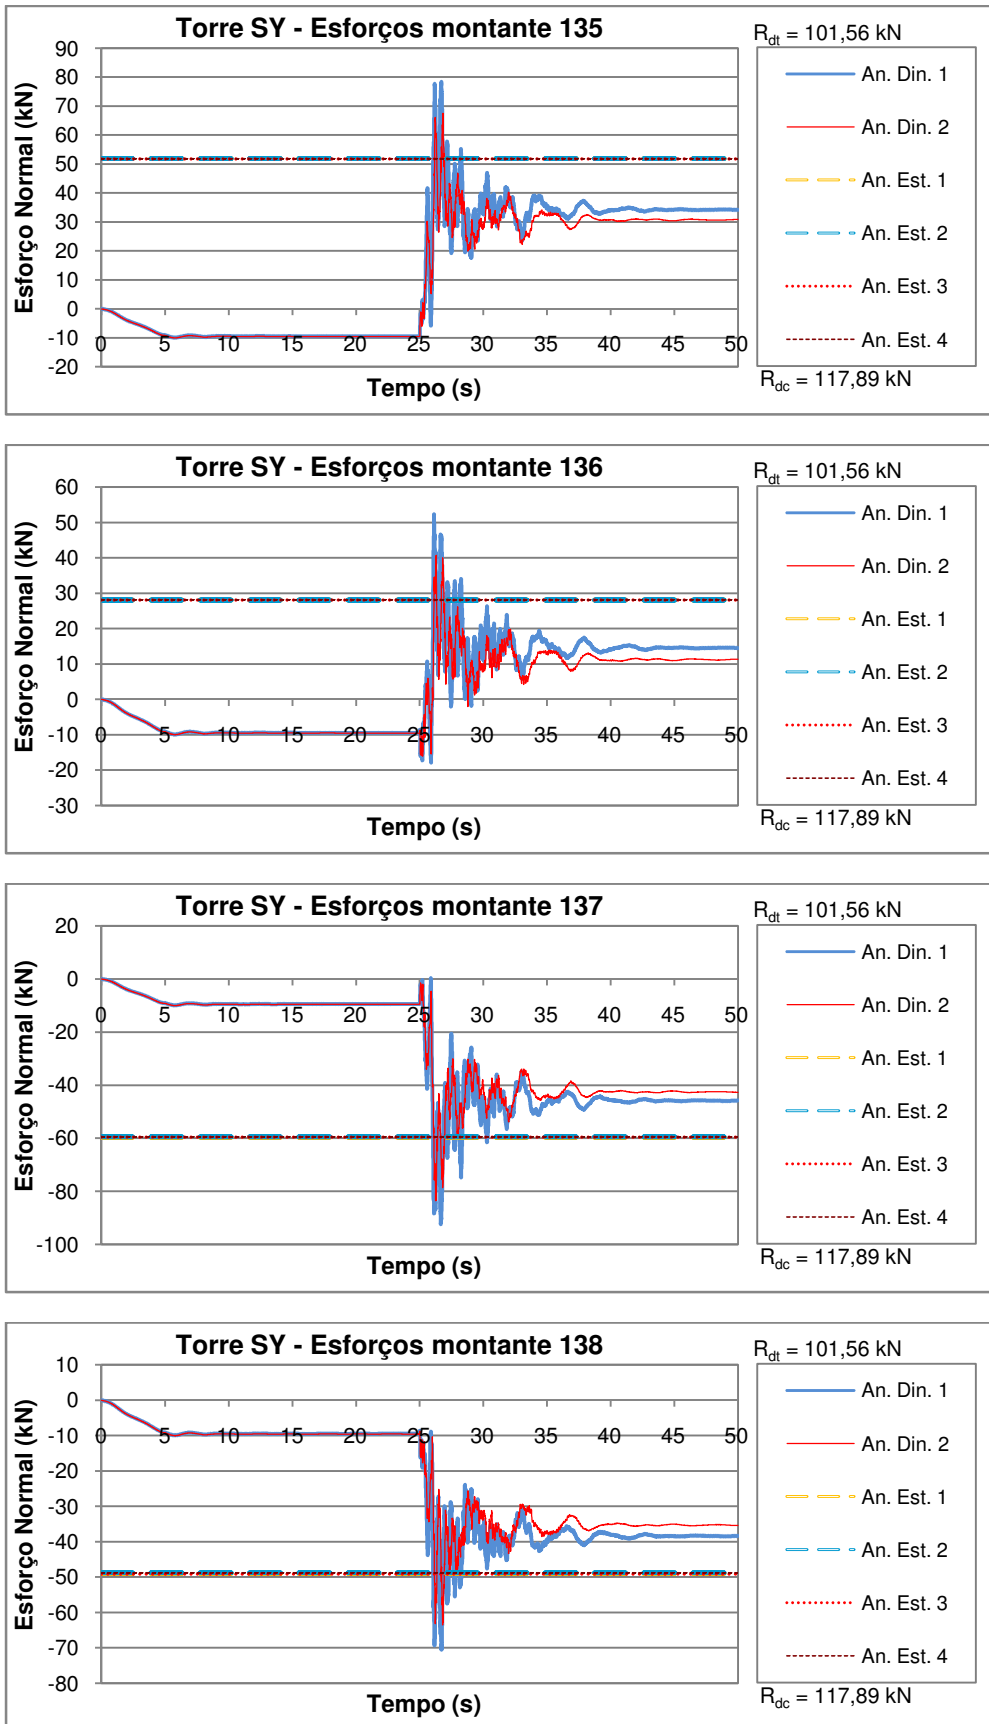 Torre SY - Esforços montante 135
R_dt = 101,56 kN
Esforço Normal (kN)
90
80
70
60
50
40
30
20
10
0
-10
-20
0 5 10 15 20 25 30 35 40 45 50
Tempo (s)
An. Din. 1
An. Din. 2
An. Est. 1
An. Est. 2
An. Est. 3
An. Est. 4
R_dc = 117,89 kN
Torre SY - Esforços montante 136
R_dt = 101,56 kN
Esforço Normal (kN)
60
50
40
30
20
10
0
-10
-20
-30
0 5 10 15 20 25 30 35 40 45 50
Tempo (s)
An. Din. 1
An. Din. 2
An. Est. 1
An. Est. 2
An. Est. 3
An. Est. 4
R_dc = 117,89 kN
Torre SY - Esforços montante 137
R_dt = 101,56 kN
Esforço Normal (kN)
20
0
-20
-40
-60
-80
-100
0 5 10 15 20 25 30 35 40 45 50
Tempo (s)
An. Din. 1
An. Din. 2
An. Est. 1
An. Est. 2
An. Est. 3
An. Est. 4
R_dc = 117,89 kN
Torre SY - Esforços montante 138
R_dt = 101,56 kN
Esforço Normal (kN)
10
0
-10
-20
-30
-40
-50
-60
-70
-80
0 5 10 15 20 25 30 35 40 45 50
Tempo (s)
An. Din. 1
An. Din. 2
An. Est. 1
An. Est. 2
An. Est. 3
An. Est. 4
R_dc = 117,89 kN